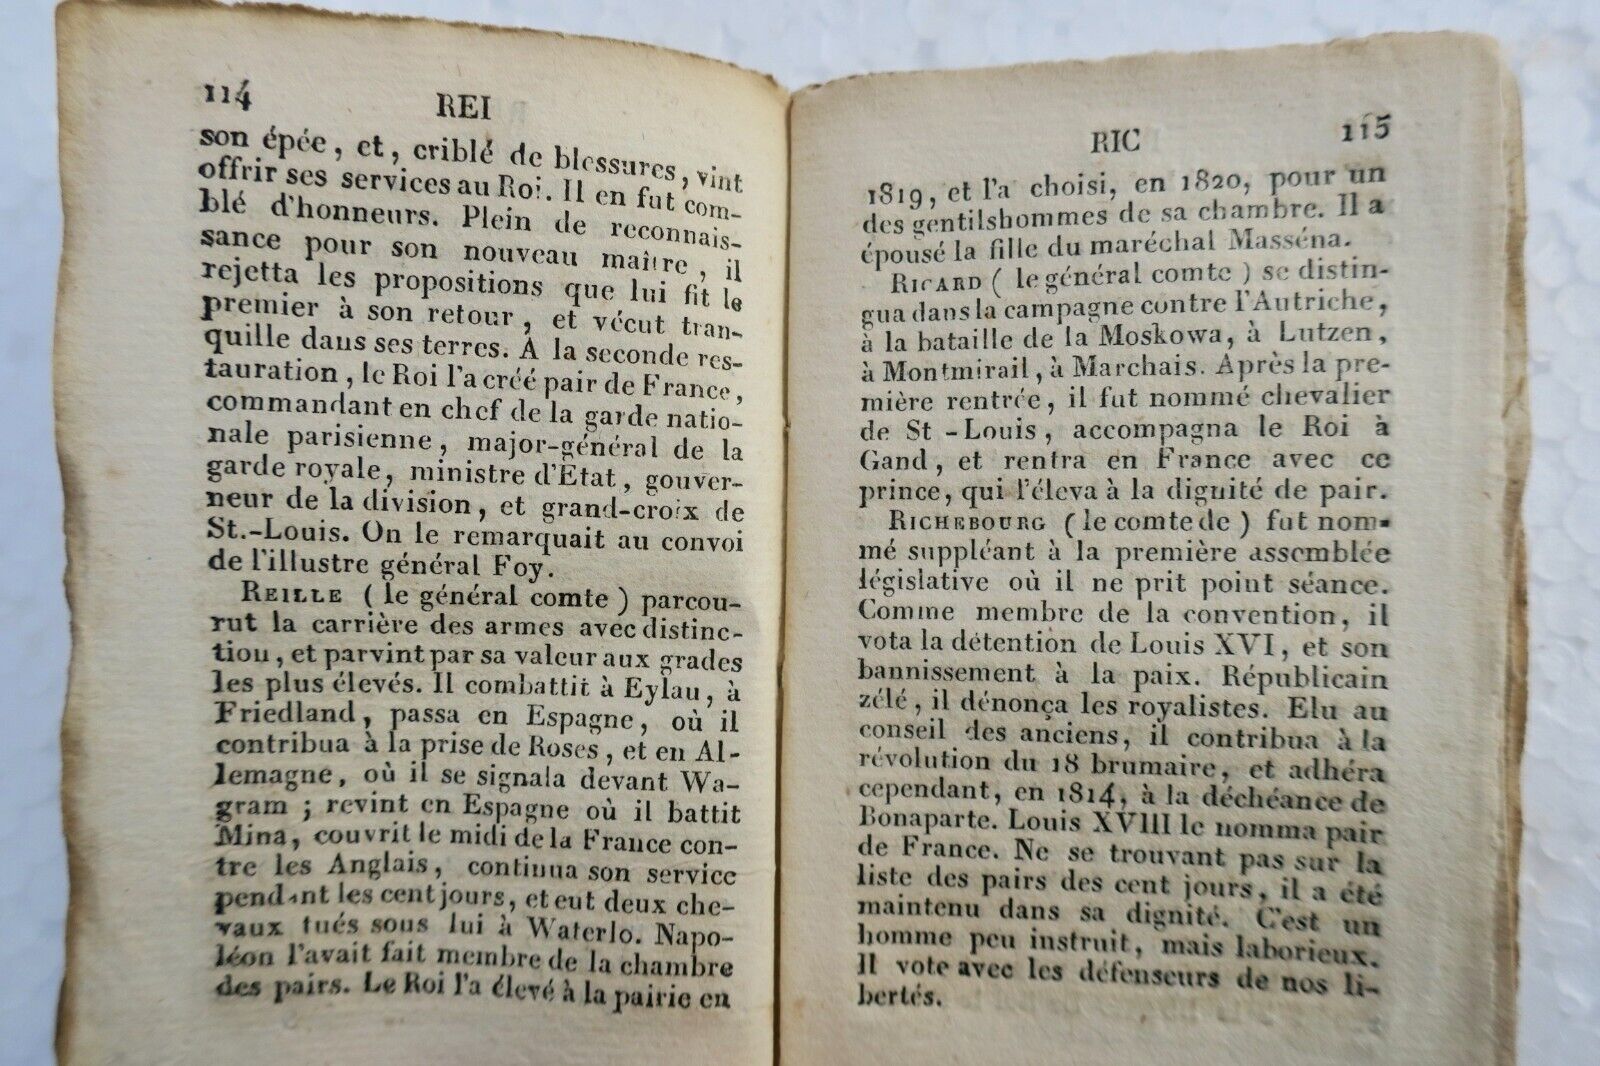 114
REI
son épée, et, criblé de blessures, vint
offrir ses services au Roi. Il en fut com-
blé d'honneurs. Plein de reconnais-
sance pour son nouveau maître, il
rejetta les propositions que lui fit le
premier à son retour, et vécut tran-
quille dans ses terres. A la seconde res-
tauration, le Roi l'a créé pair de France,
commandant en chef de la garde natio-
nale parisienne, major-général de la
garde royale, ministre d'Etat, gouver-
neur de la division, et grand-croix de
St.-Louis. On le remarquait au convoi
de l'illustre général Foy.
REILLE (le général comte) parcou-
rut la carrière des armes avec distinc-
tion, et parvint par sa valeur aux grades
les plus élevés. Il combattit à Eylau, à
Friedland, passa en Espagne, où il
contribua à la prise de Roses, et en Al-
lemagne, où il se signala devant Wa-
gram; revint en Espagne où il battit
Mina, couvrit le midi de la France con-
tre les Anglais, continua son service
pendant les cent jours, et eut deux che-
vaux tués sous lui à Waterlo. Napo-
léon l'avait fait membre de la chambre
des pairs. Le Roi l'a élevé à la pairie en
RIC
115
1819, et l'a choisi, en 1820, pour un
des gentilshommes de sa chambre. Il a
épousé la fille du maréchal Masséna.
RICARD (le général comte) se distin-
gua dans la campagne contre l'Autriche,
à la bataille de la Moskowa, à Lutzen,
à Montmirail, à Marchais. Après la pre-
mière rentrée, il fut nommé chevalier
de St-Louis, accompagna le Roi à
Gand, et rentra en France avec ce
prince, qui l'éleva à la dignité de pair.
RICHEBOURG (le comte de) fut nom-
mé suppléant à la première assemblée
législative où il ne prit point séance.
Comme membre de la convention, il
vota la détention de Louis XVI, et son
bannissement à la paix. Républicain
zélé, il dénonça les royalistes. Elu au
conseil des anciens, il contribua à la
révolution du 18 brumaire, et adhéra
cependant, en 1814, à la déchéance de
Bonaparte. Louis XVIII le nomma pair
de France. Ne se trouvant pas sur la
liste des pairs des cent jours, il a été
maintenu dans sa dignité. C'est un
homme peu instruit, mais laborieux.
Il vote avec les défenseurs de nos li-
bertés.